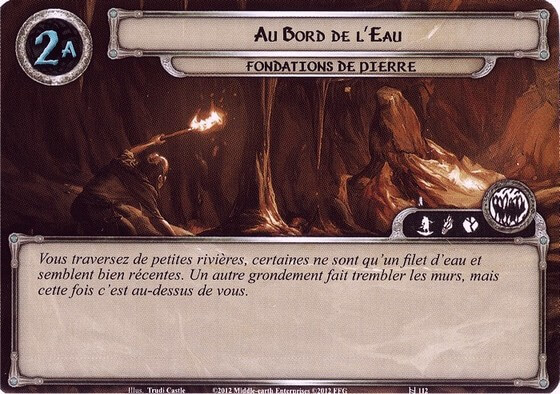 2A
Au Bord de l'Eau
Fondations de Pierre
Vous traversez de petites rivières, certaines ne sont qu'un filet d'eau et
semblent bien récentes. Un autre grondement fait trembler les murs, mais
cette fois c'est au-dessus de vous.
Illus. Trudi Castle ©2012 Middle-earth Enterprises ©2012 FFG 112